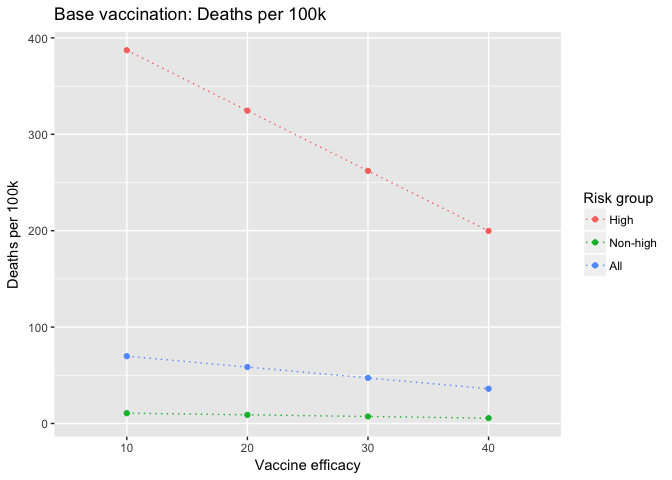 Base vaccination: Deaths per 100k
400
300
200
100
0
10 20 30 40
Vaccine efficacy
Deaths per 100k
Risk group
High
Non-high
All